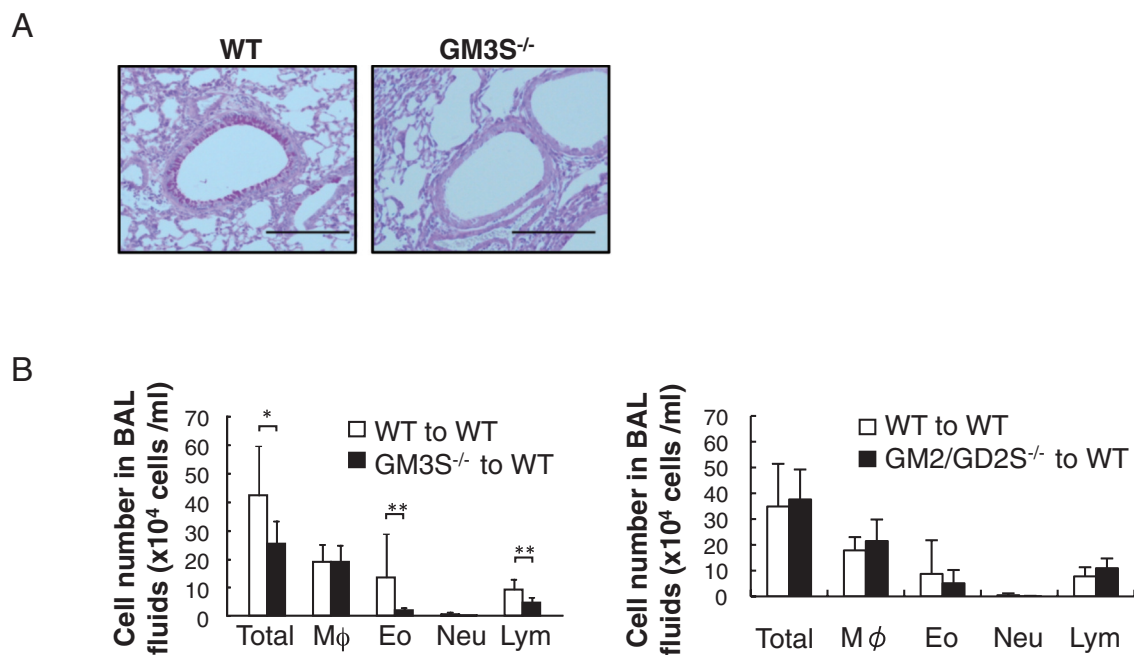 A
WT
GM3S-/-
B
Cell number in BAL
fluids (x10⁴ cells /ml)
70
60
50
40
30
20
10
0
*
**
**
WT to WT
GM3S-/- to WT
Total Mϕ Eo Neu Lym
Cell number in BAL
fluids (x10⁴ cells /ml)
70
60
50
40
30
20
10
0
WT to WT
GM2/GD2S-/- to WT
Total M ϕ Eo Neu Lym